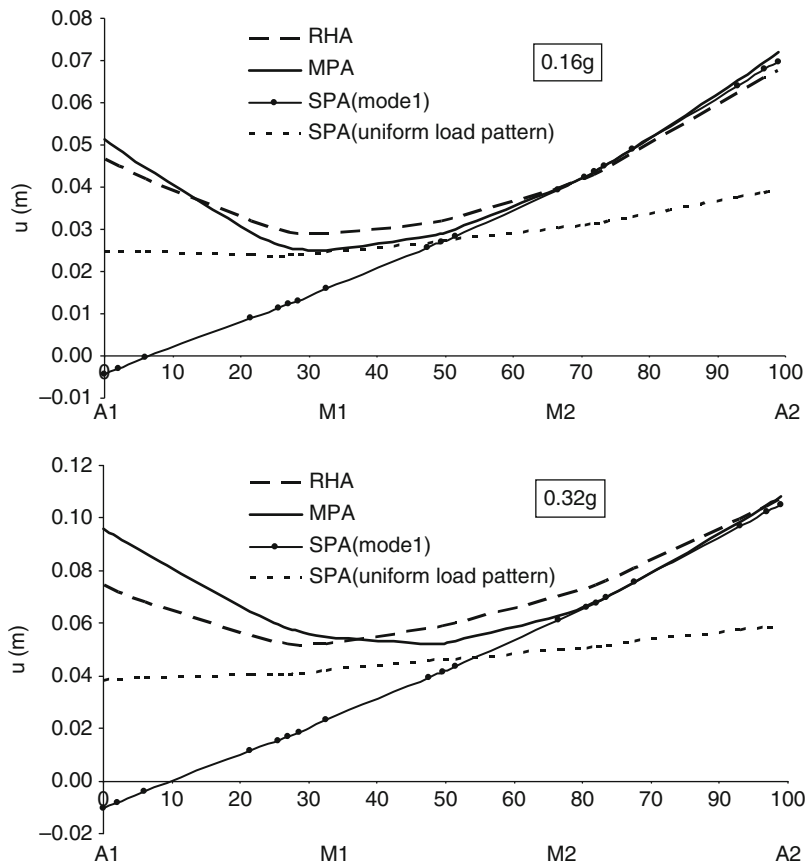 0.08
RHA
MPA
SPA(mode1)
SPA(uniform load pattern)
0.16g
0.07
0.06
0.05
0.04
0.03
0.02
0.01
0.00
−0.01
u (m)
0 10 20 30 40 50 60 70 80 90 100
A1 M1 M2 A2
0.12
RHA
MPA
SPA(mode1)
SPA(uniform load pattern)
0.32g
0.10
0.08
0.06
0.04
0.02
0.00
−0.02
u (m)
0 10 20 30 40 50 60 70 80 90 100
A1 M1 M2 A2